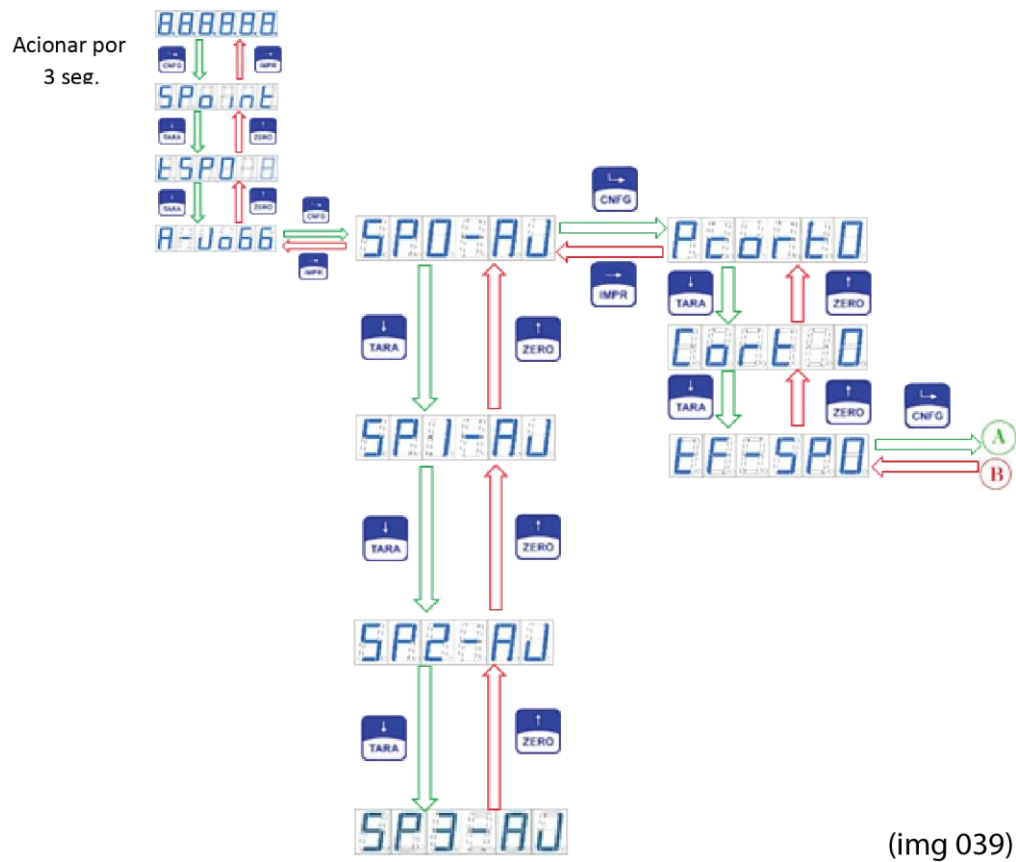 8.8.8.8.8.8.
Acionar por
3 seg.
CNFG IMPR
SPoint
TARA ZERO
tSP0
TARA ZERO
A-Jo66
CNFG
IMPR
SP0-AJ
CNFG
IMPR
Pcort0
TARA ZERO
Cort 0
TARA ZERO
tF-SP0
CNFG
A
B
TARA ZERO
SP1-AJ
TARA ZERO
SP2-AJ
TARA ZERO
SP3-AJ
(img 039)